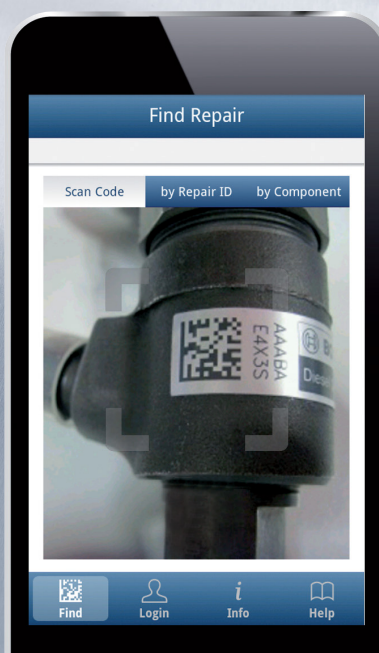 Find Repair
Scan Code
by Repair ID
by Component
AAABA
E4X3S
Find
Login
Info
Help